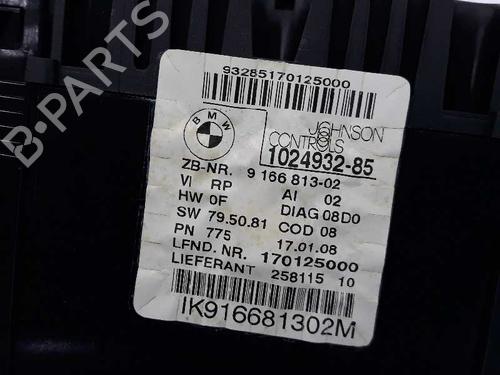 93285170125000
BMW
JOHNSON
CONTROLS
1024932-85
ZB-NR. 9 166 813-02
VI RP AI 02
HW 0F DIAG 08D0
SW 79.50.81 COD 08
PN 775 17.01.08
LFND. NR. 170125000
LIEFERANT 258115 10
IK916681302M
B-PARTS